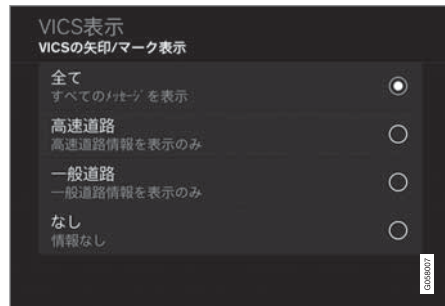 VICS表示
VICSの矢印/マーク表示
全て
すべてのﾒｯｾｰｼﾞを表示
高速道路
高速道路情報を表示のみ
一般道路
一般道路情報を表示のみ
なし
情報なし
G058007